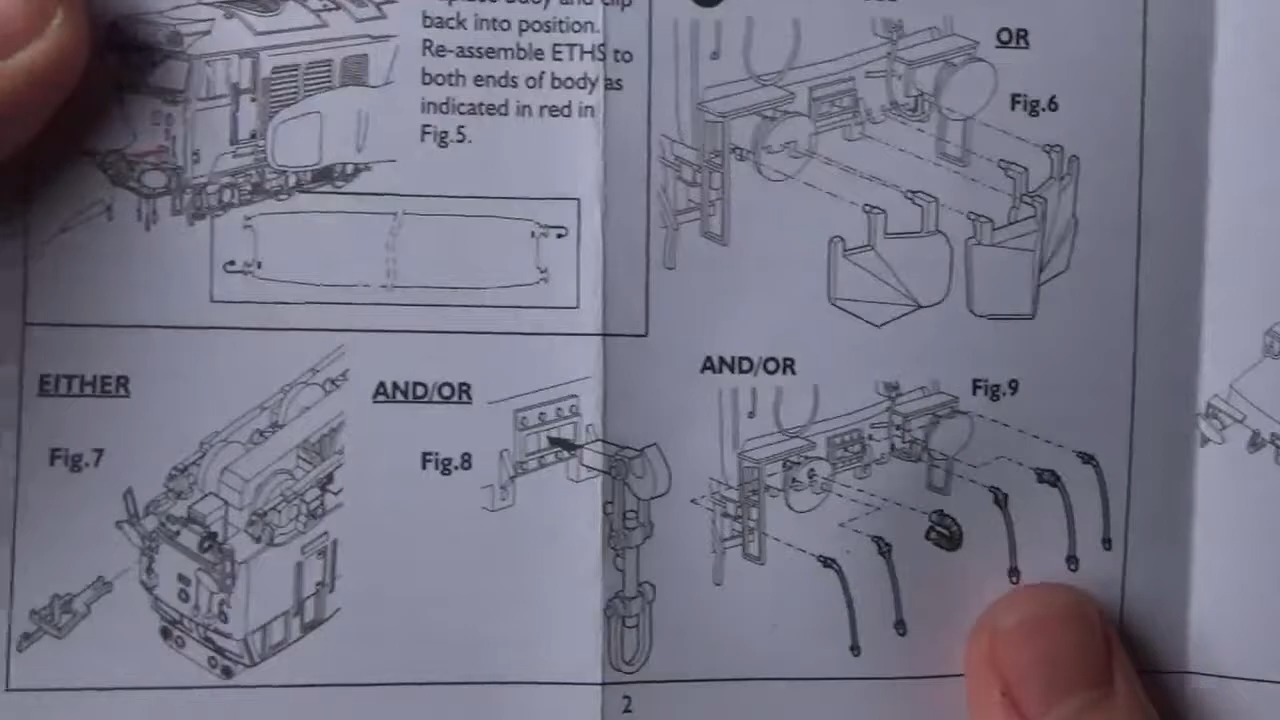 back into position.
Re-assemble ETHS to
both ends of body as
indicated in red in
Fig.5.
OR
Fig.6
EITHER
Fig.7
AND/OR
Fig.8
AND/OR
Fig.9
2